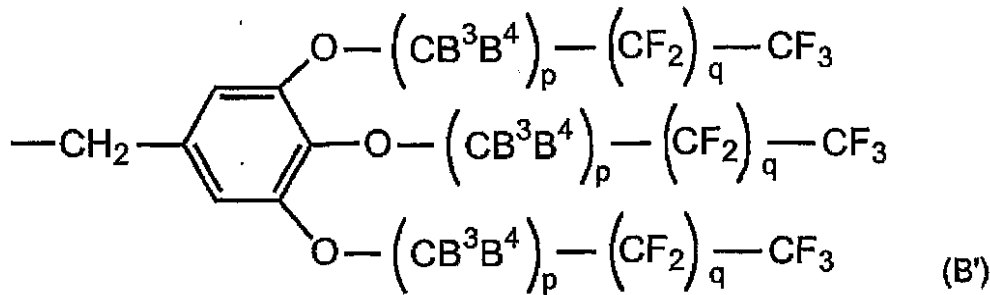 O—(CB³B⁴)ₚ—(CF₂)q—CF₃
—CH₂—O—(CB³B⁴)ₚ—(CF₂)q—CF₃
O—(CB³B⁴)ₚ—(CF₂)q—CF₃
(B')